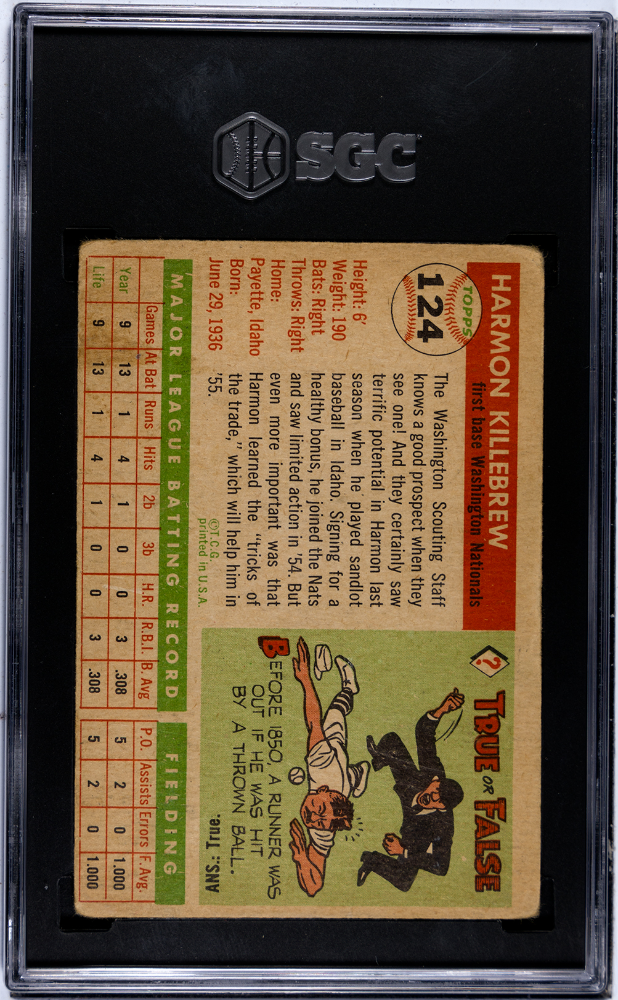 SGC
HARMON KILLEBREW
first base Washington Nationals
TOPPS
124
Height: 6'
Weight: 190
Bats: Right
Throws: Right
Home:
Payette, Idaho
Born:
June 29, 1936
The Washington Scouting Staff
knows a good prospect when they
see one! And they certainly saw
terrific potential in Harmon last
season when he played sandlot
baseball in Idaho. Signing for a
healthy bonus, he joined the Nats
and saw limited action in '54. But
even more important was that
Harmon learned the "tricks of
the trade," which will help him in
'55.
©T.C.G.
printed in U.S.A.
?
TRUE OR FALSE
BEFORE 1850, A RUNNER WAS
OUT IF HE WAS HIT
BY A THROWN BALL.
ANS.: True.
MAJOR LEAGUE BATTING RECORD FIELDING
Games At Bat Runs Hits 2b 3b H.R. R.B.I. B. Avg P.O. Assists Errors F. Avg.
Year 9 13 1 4 1 0 0 3 .308 5 2 0 1.000
Life 9 13 1 4 1 0 0 3 .308 5 2 0 1.000